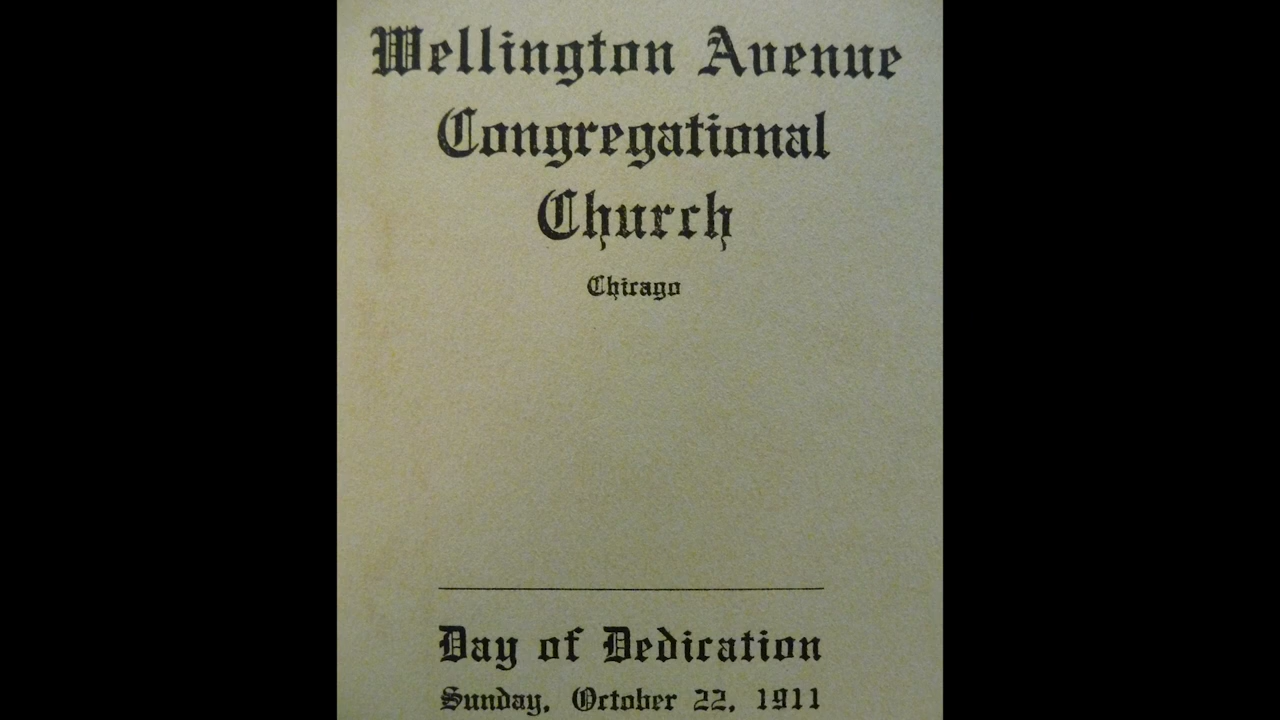 Wellington Avenue
Congregational
Church
Chicago
Day of Dedication
Sunday, October 22, 1911